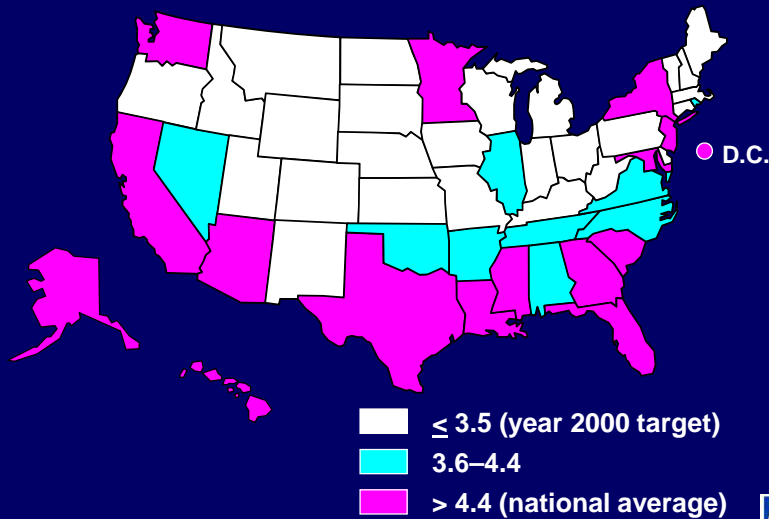 D.C.
≤ 3.5 (year 2000 target)
3.6–4.4
> 4.4 (national average)